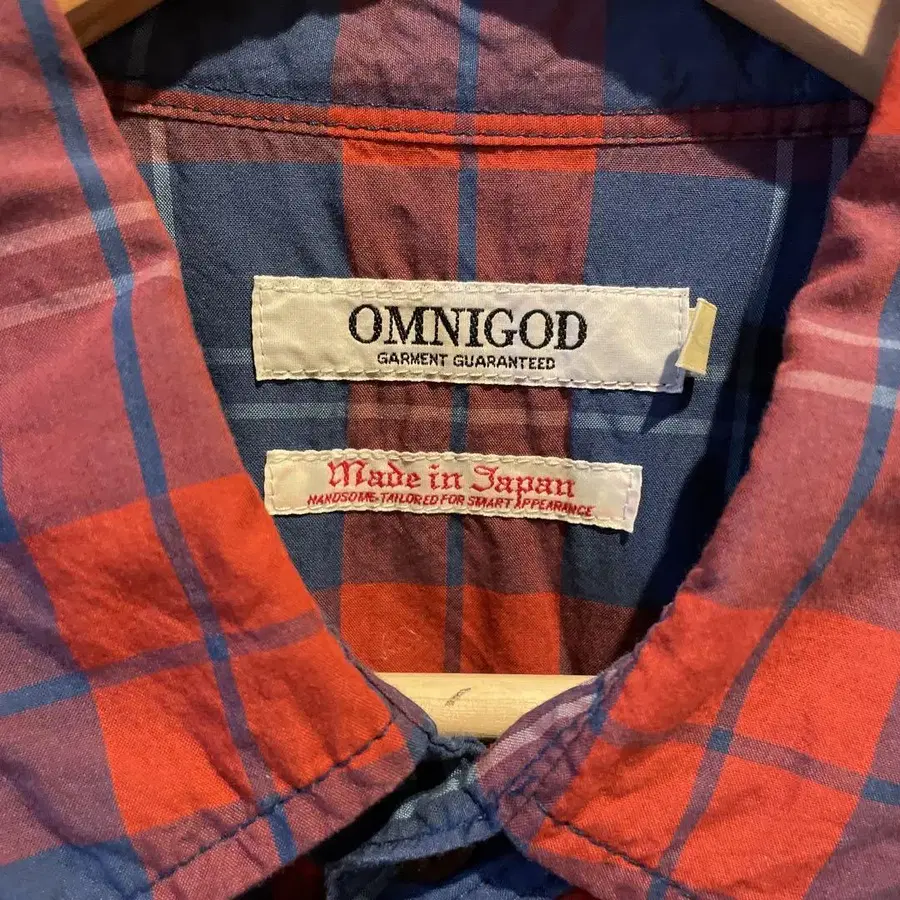 OMNIGOD
GARMENT GUARANTEED
Made in Japan
HANDSOME-TAILORED FOR SMART APPEARANCE